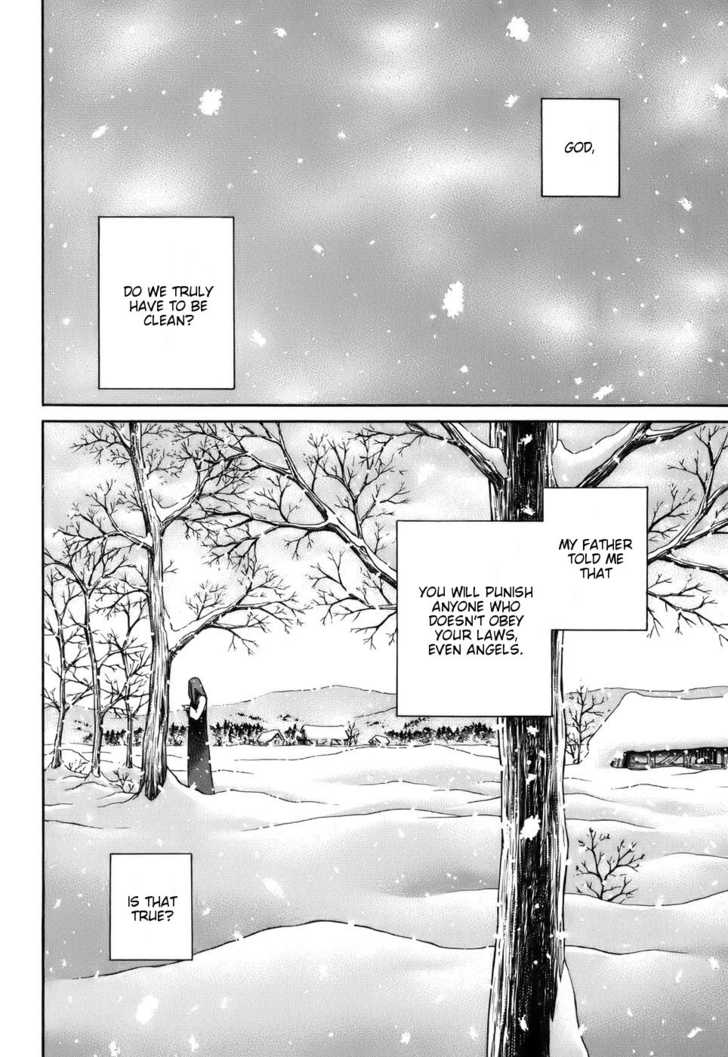 GOD,
DO WE TRULY
HAVE TO BE
CLEAN?
MY FATHER
TOLD ME
THAT
YOU WILL PUNISH
ANYONE WHO
DOESN'T OBEY
YOUR LAWS,
EVEN ANGELS.
IS THAT
TRUE?